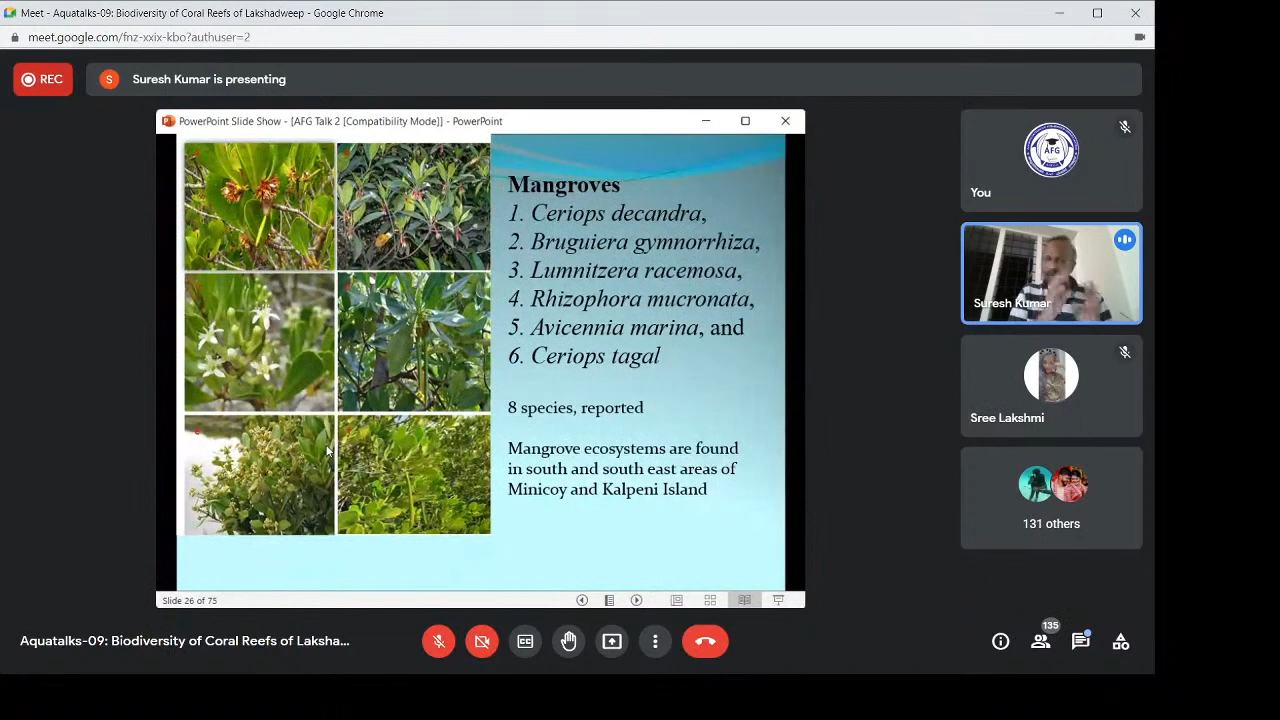 Meet - Aquatalks-09: Biodiversity of Coral Reefs of Lakshadweep - Google Chrome
meet.google.com/fnz-xxix-kbo?authuser=2
REC
S
Suresh Kumar is presenting
PowerPoint Slide Show - [AFG Talk 2 [Compatibility Mode]] - PowerPoint
Mangroves
1. Ceriops decandra,
2. Bruguiera gymnorrhiza,
3. Lumnitzera racemosa,
4. Rhizophora mucronata,
5. Avicennia marina, and
6. Ceriops tagal
8 species, reported
Mangrove ecosystems are found
in south and south east areas of
Minicoy and Kalpeni Island
Slide 26 of 75
AFG
You
Suresh Kumar
Sree Lakshmi
131 others
Aquatalks-09: Biodiversity of Coral Reefs of Laksha...
CC
135